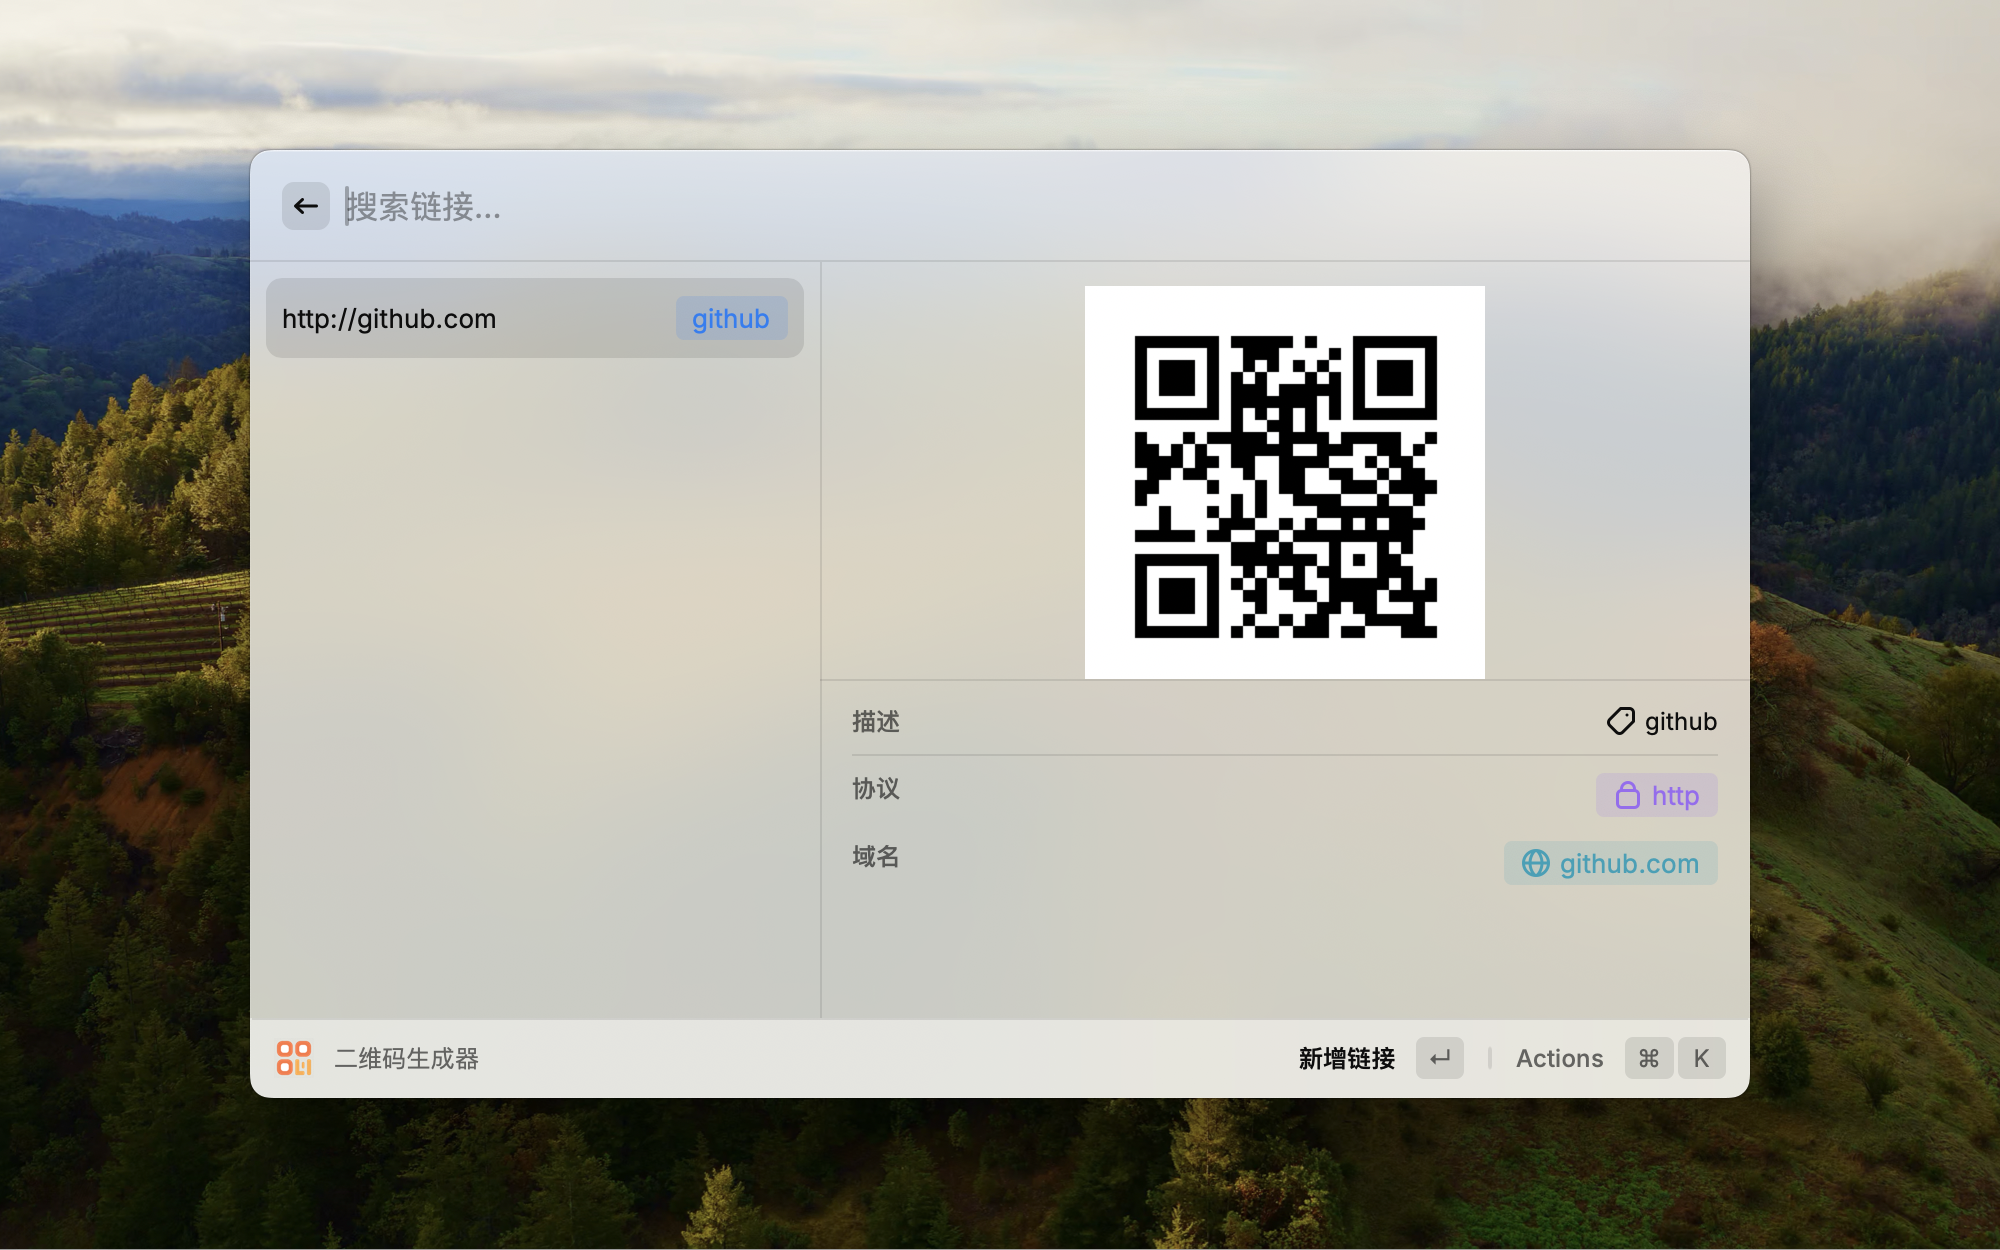 搜索链接...
http://github.com github
描述 github
协议 http
域名 github.com
二维码生成器 新增链接 ↵ Actions ⌘ K